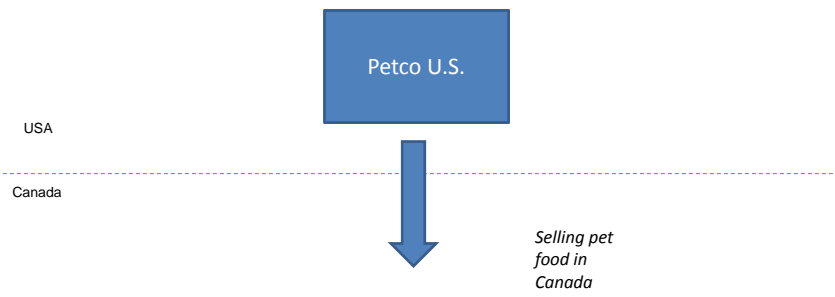 Petco U.S.
USA
Canada
Selling pet
food in
Canada